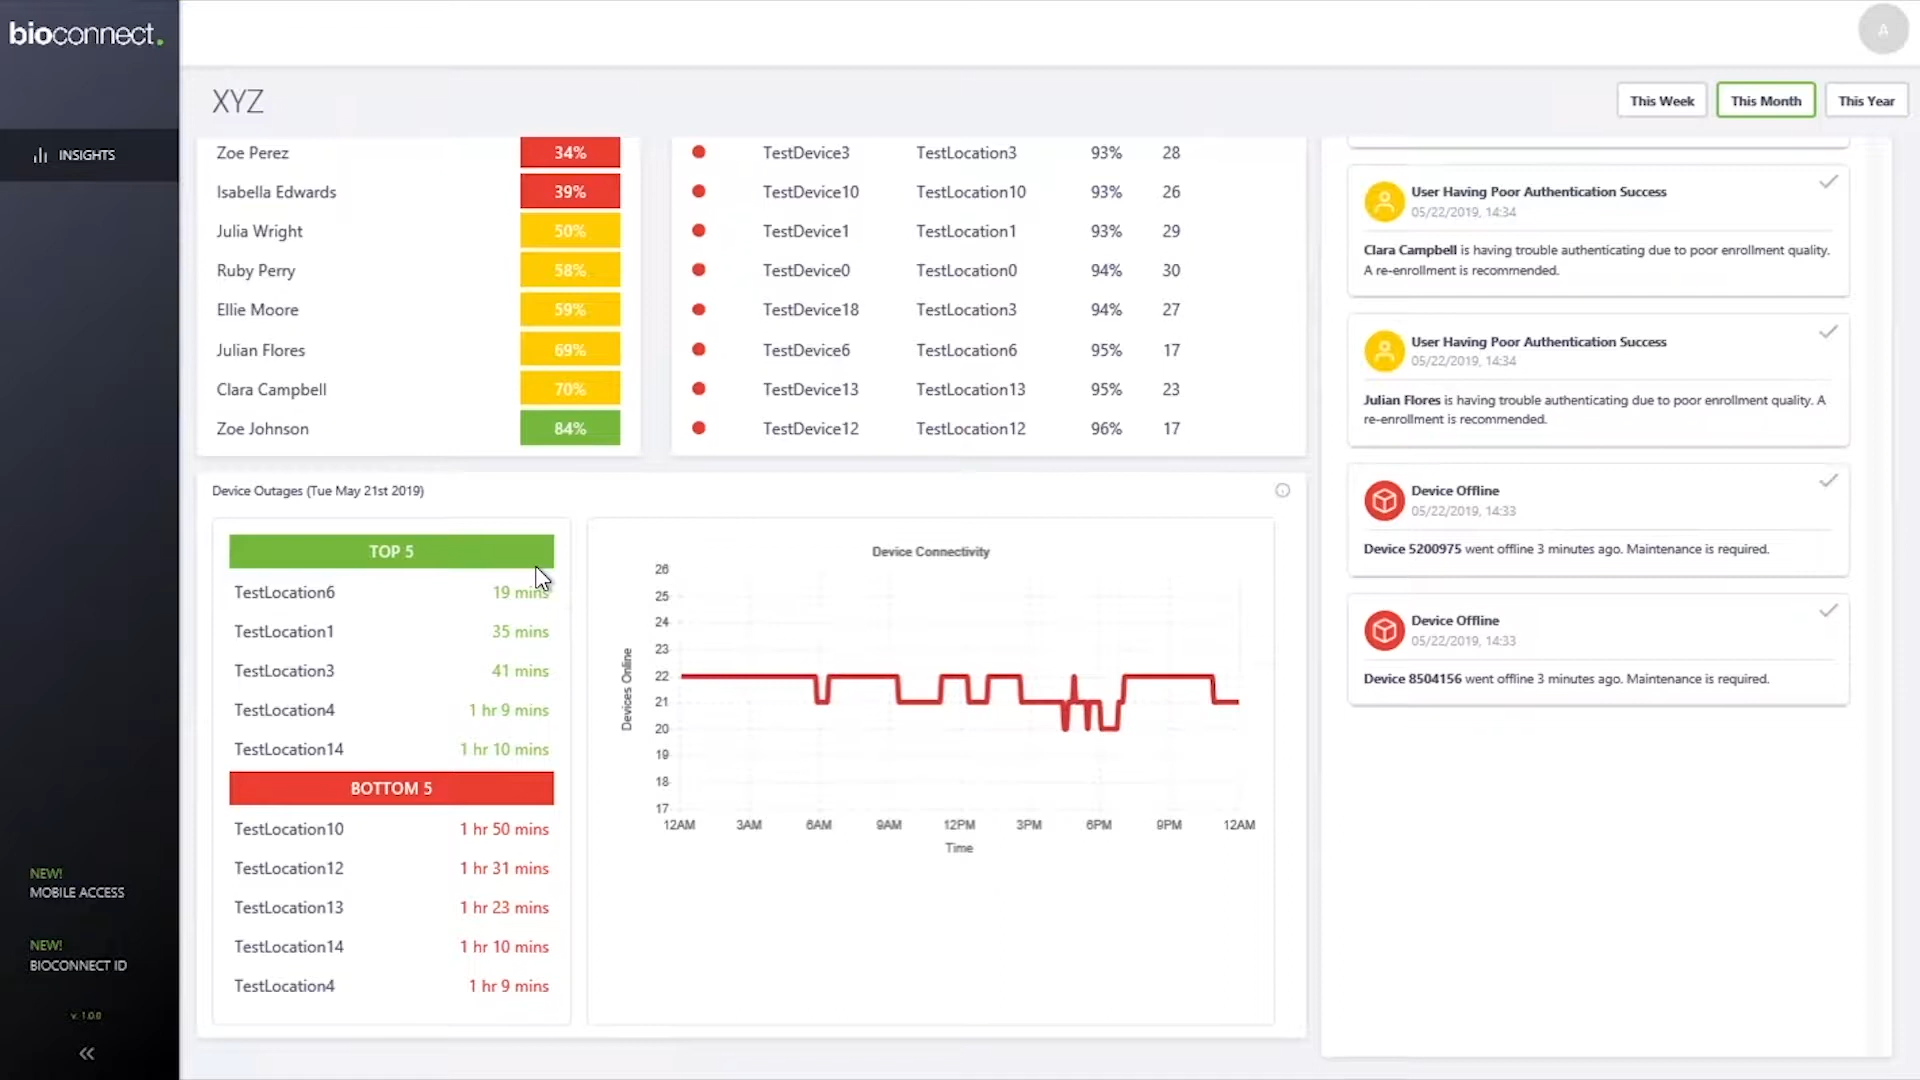 bioconnect.
A
XYZ
This Week
This Month
This Year
INSIGHTS
Zoe Perez 34%
Isabella Edwards 39%
Julia Wright 50%
Ruby Perry 58%
Ellie Moore 59%
Julian Flores 69%
Clara Campbell 70%
Zoe Johnson 84%
TestDevice3 TestLocation3 93% 28
TestDevice10 TestLocation10 93% 26
TestDevice1 TestLocation1 93% 29
TestDevice0 TestLocation0 94% 30
TestDevice18 TestLocation3 94% 27
TestDevice6 TestLocation6 95% 17
TestDevice13 TestLocation13 95% 23
TestDevice12 TestLocation12 96% 17
User Having Poor Authentication Success
05/22/2019, 14:34
Clara Campbell is having trouble authenticating due to poor enrollment quality.
A re-enrollment is recommended.
User Having Poor Authentication Success
05/22/2019, 14:34
Julian Flores is having trouble authenticating due to poor enrollment quality. A
re-enrollment is recommended.
Device Offline
05/22/2019, 14:33
Device 5200975 went offline 3 minutes ago. Maintenance is required.
Device Offline
05/22/2019, 14:33
Device 8504156 went offline 3 minutes ago. Maintenance is required.
Device Outages (Tue May 21st 2019)
TOP 5
TestLocation6 19 mins
TestLocation1 35 mins
TestLocation3 41 mins
TestLocation4 1 hr 9 mins
TestLocation14 1 hr 10 mins
BOTTOM 5
TestLocation10 1 hr 50 mins
TestLocation12 1 hr 31 mins
TestLocation13 1 hr 23 mins
TestLocation14 1 hr 10 mins
TestLocation4 1 hr 9 mins
Device Connectivity
Devices Online
26
25
24
23
22
21
20
19
18
17
12AM 3AM 6AM 9AM 12PM 3PM 6PM 9PM 12AM
Time
NEW!
MOBILE ACCESS
NEW!
BIOCONNECT ID
v. 1.0.0